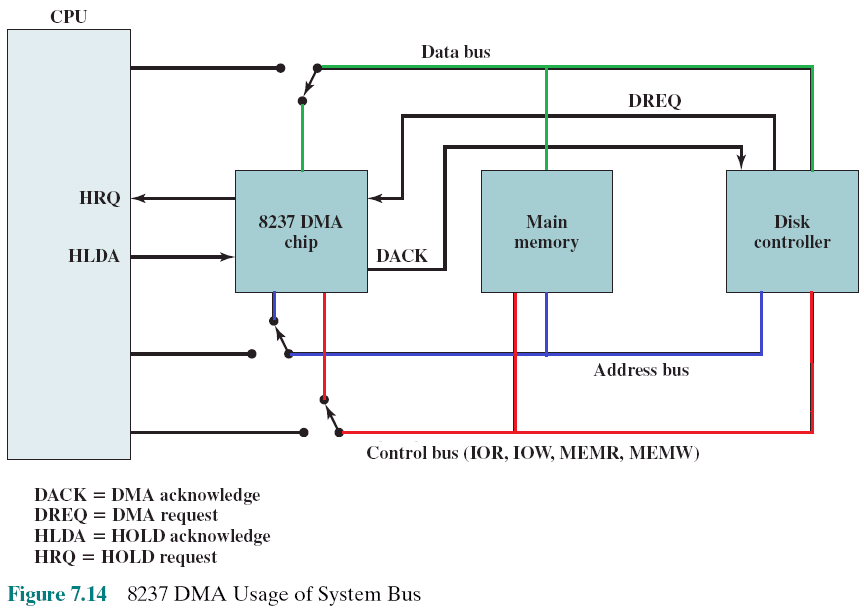 CPU
Data bus
DREQ
HRQ
8237 DMA
chip
Main
memory
Disk
controller
HLDA
DACK
Address bus
Control bus (IOR, IOW, MEMR, MEMW)
DACK = DMA acknowledge
DREQ = DMA request
HLDA = HOLD acknowledge
HRQ = HOLD request
Figure 7.14 8237 DMA Usage of System Bus